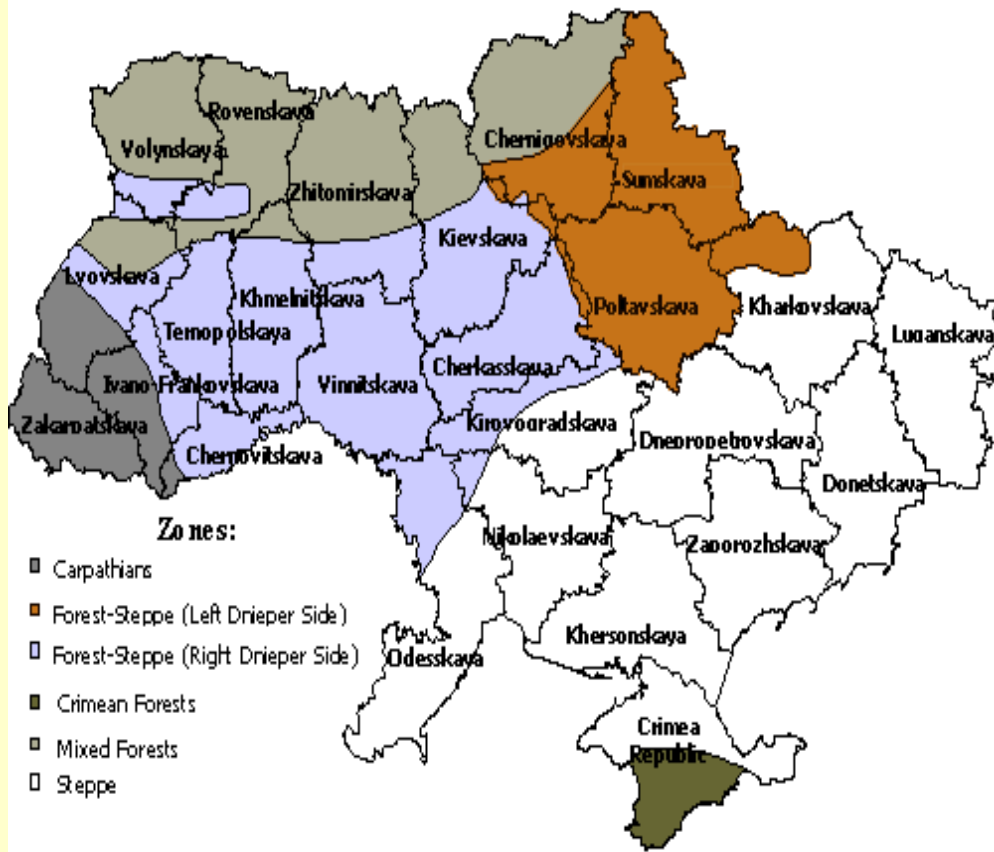 Rovenskaya
Volynskaya
Chernigovskaya
Zhitomirskaya
Sumskaya
Kievskaya
Lvovskaya
Khmelnitskaya
Poltavskaya
Kharkovskaya
Luganskaya
Ternopolskaya
Cherkasskaya
Ivano-Frankovskaya
Vinnitskaya
Zakarpatskaya
Kirovogradskaya
Dnepropetrovskaya
Chernovitskaya
Donetskaya
Nikolaevskaya
Zaporozhskaya
Khersonskaya
Odesskaya
Crimea
Republic
Zones:
Carpathians
Forest-Steppe (Left Dnieper Side)
Forest-Steppe (Right Dnieper Side)
Crimean Forests
Mixed Forests
Steppe